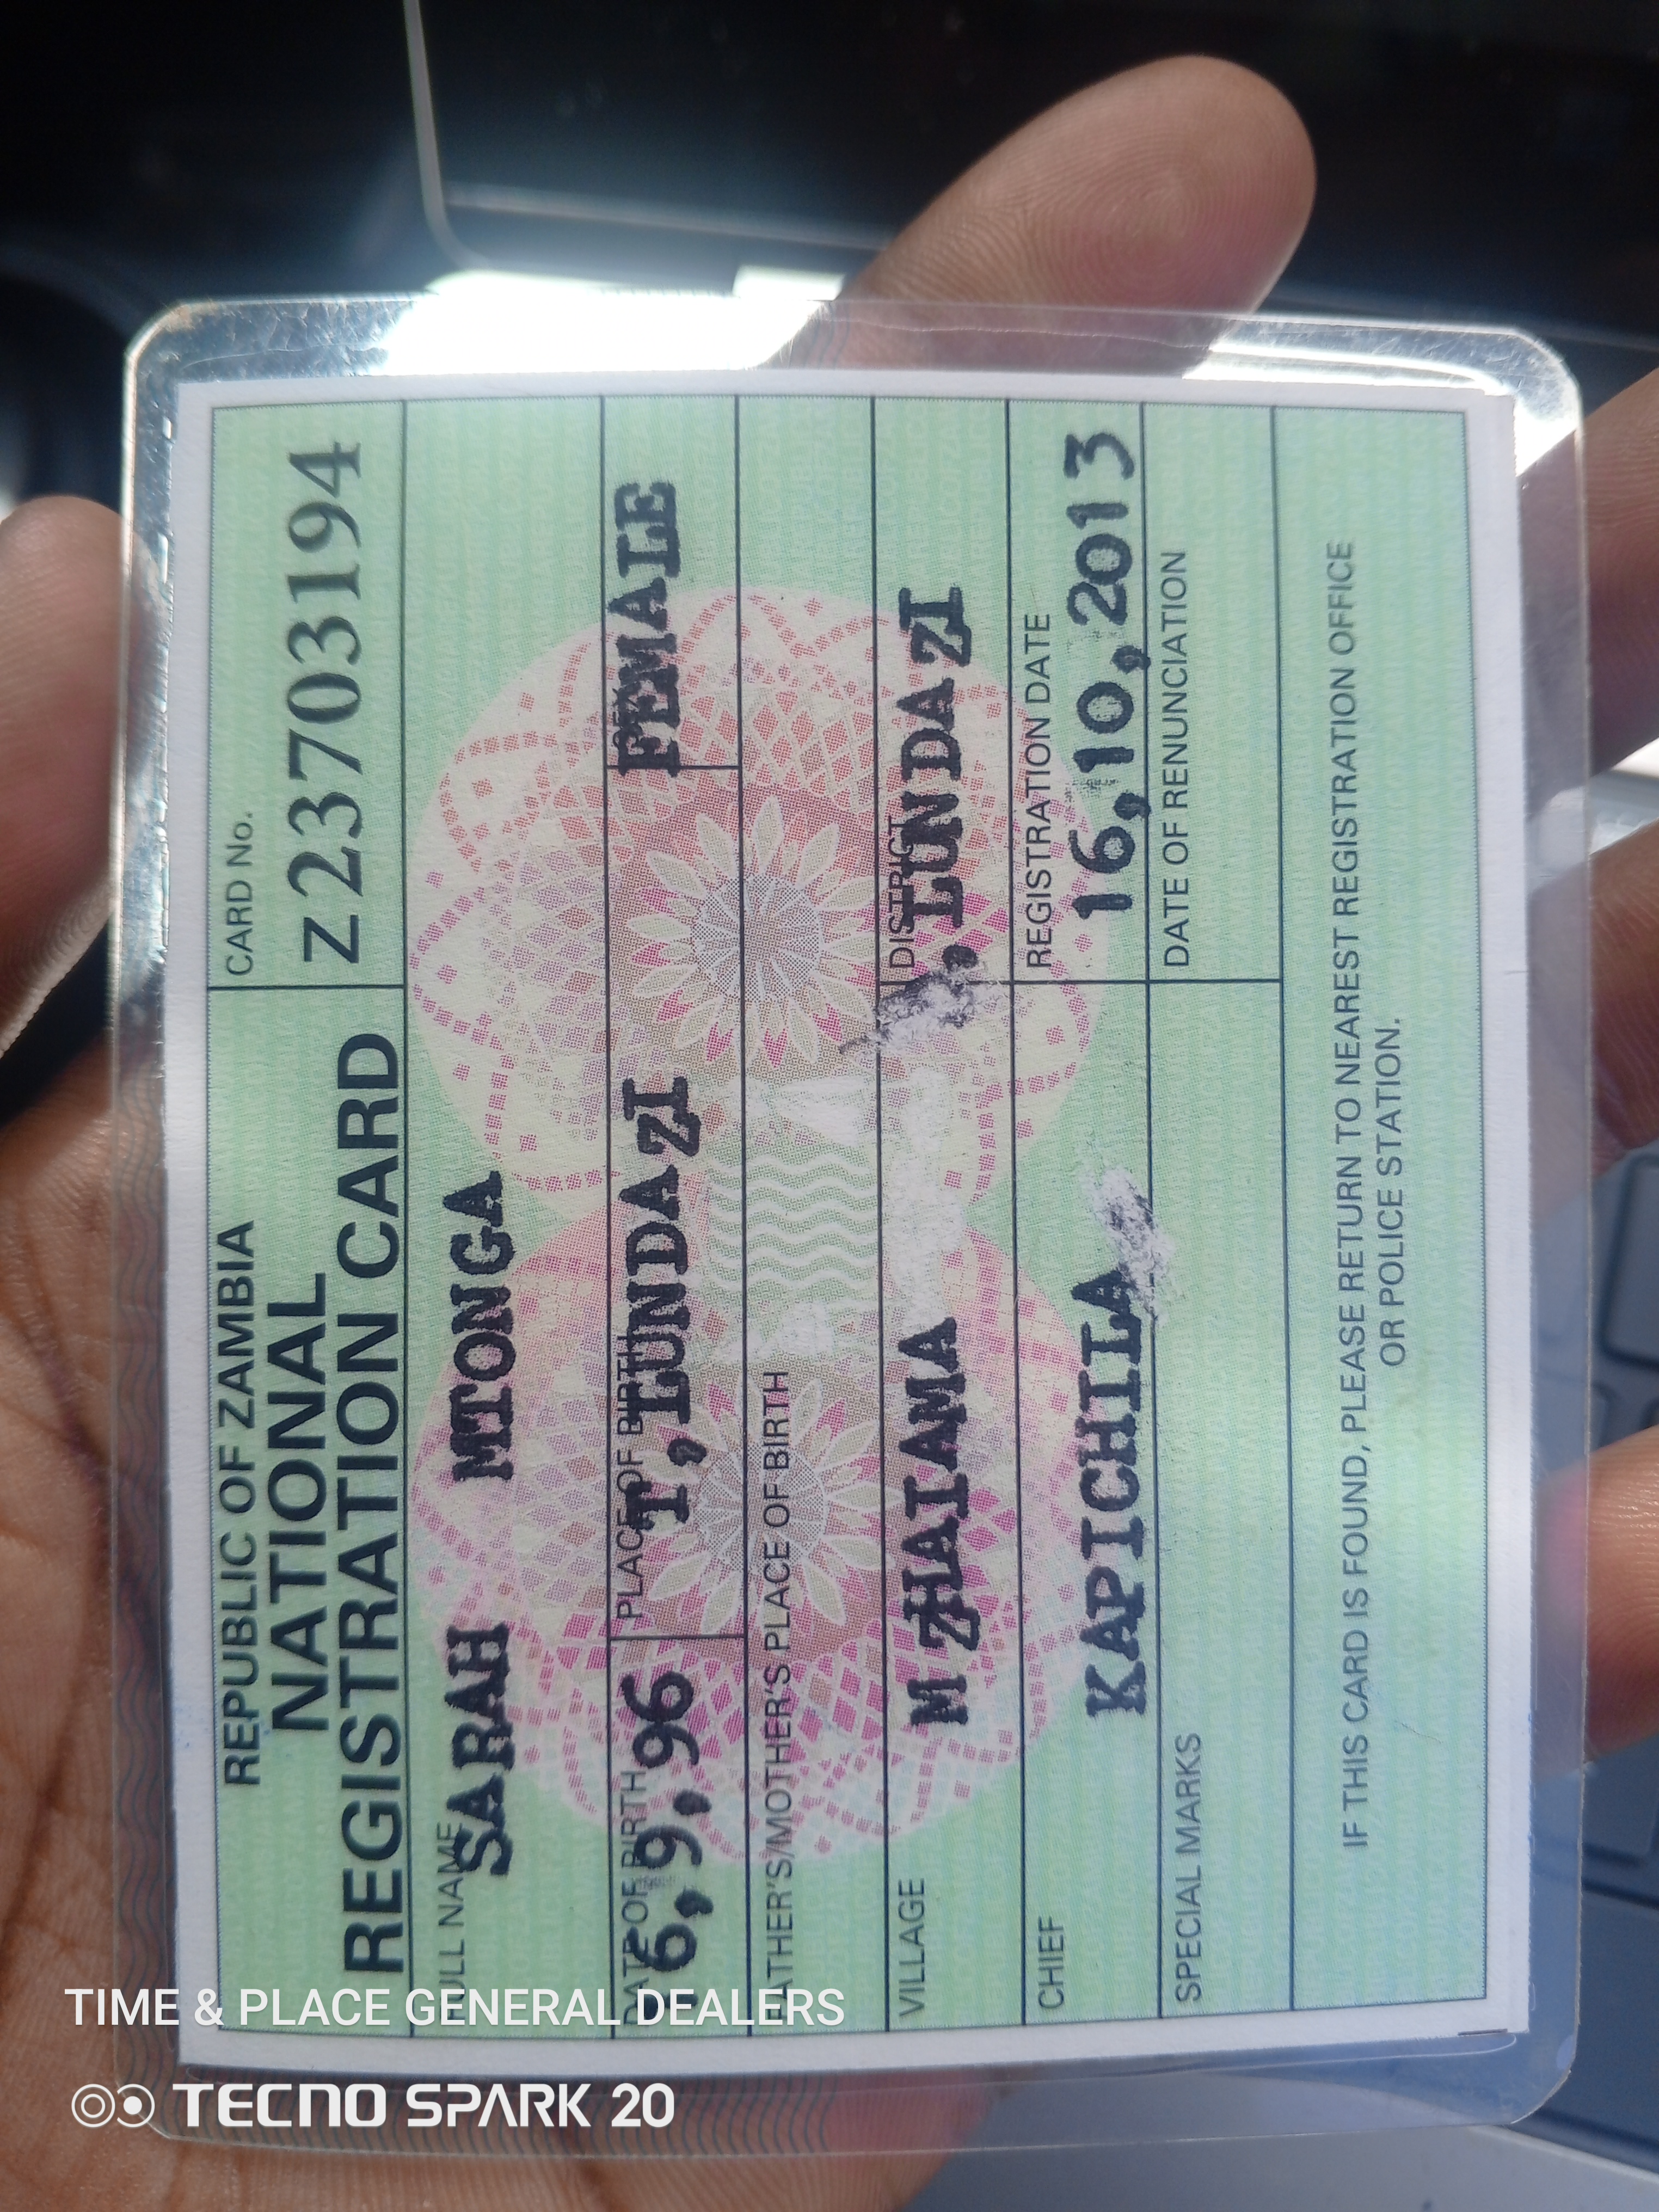 REPUBLIC OF ZAMBIA
NATIONAL
REGISTRATION CARD
CARD No.
Z23703194
FULL NAME
SARAH MTONGA
DATE OF BIRTH
6,9,96
PLACE OF BIRTH
T,LUNDAZI
FEMALE
FATHER'S/MOTHER'S PLACE OF BIRTH
VILLAGE
M ZHALAMA
DISTRICT
,LUNDAZI
CHIEF
KAPICHILA
REGISTRATION DATE
16,10,2013
SPECIAL MARKS
DATE OF RENUNCIATION
IF THIS CARD IS FOUND, PLEASE RETURN TO NEAREST REGISTRATION OFFICE
OR POLICE STATION.
TIME & PLACE GENERAL DEALERS
TECNO SPARK 20